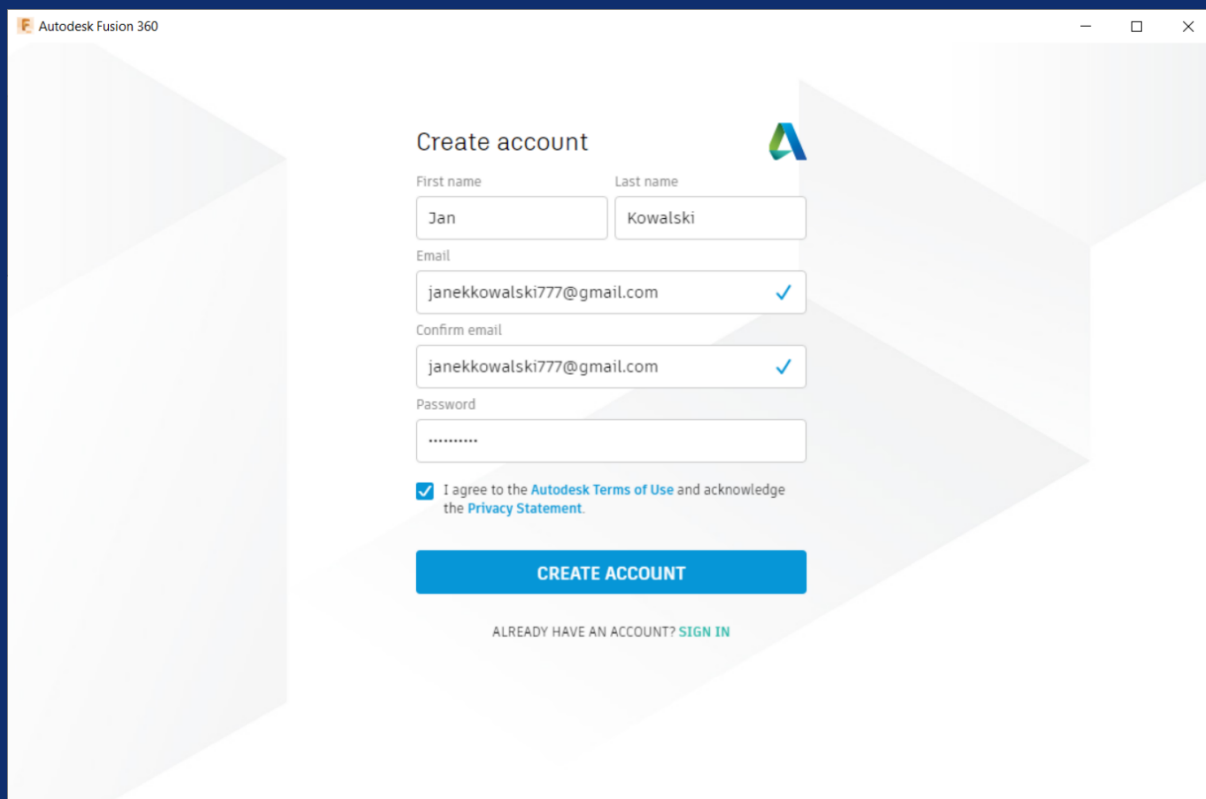 Autodesk Fusion 360
Create account
First name Last name
Jan Kowalski
Email
janekkowalski777@gmail.com
Confirm email
janekkowalski777@gmail.com
Password
••••••••••
I agree to the Autodesk Terms of Use and acknowledge
the Privacy Statement.
CREATE ACCOUNT
ALREADY HAVE AN ACCOUNT? SIGN IN